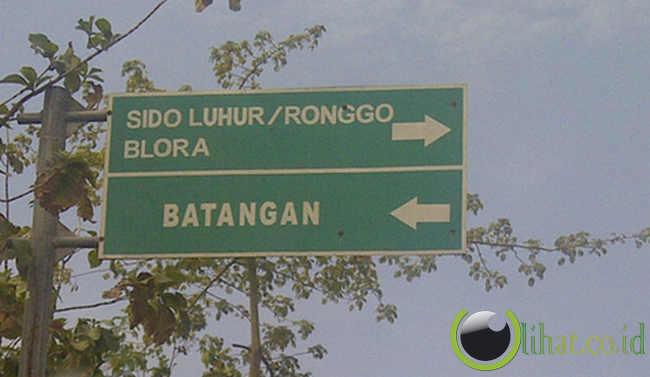 SIDO LUHUR/RONGGO
BLORA
BATANGAN
lihat.co.id